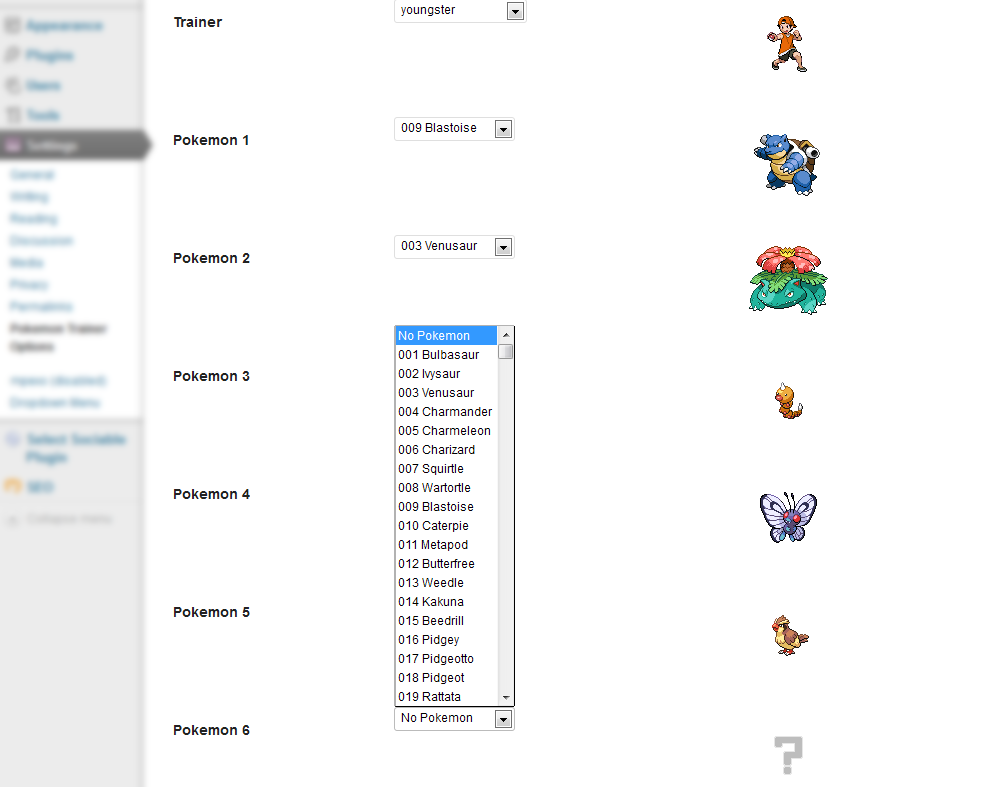 Appearance
Plugins
Users
Tools
Settings
General
Writing
Reading
Discussion
Media
Privacy
Permalinks
Pokemon Trainer
Options
Dropdown Menu
Select Sociable
Plugin
SEO
Collapse menu
Trainer
youngster
Pokemon 1
009 Blastoise
Pokemon 2
003 Venusaur
Pokemon 3
Pokemon 4
Pokemon 5
No Pokemon
001 Bulbasaur
002 Ivysaur
003 Venusaur
004 Charmander
005 Charmeleon
006 Charizard
007 Squirtle
008 Wartortle
009 Blastoise
010 Caterpie
011 Metapod
012 Butterfree
013 Weedle
014 Kakuna
015 Beedrill
016 Pidgey
017 Pidgeotto
018 Pidgeot
019 Rattata
Pokemon 6
No Pokemon
?